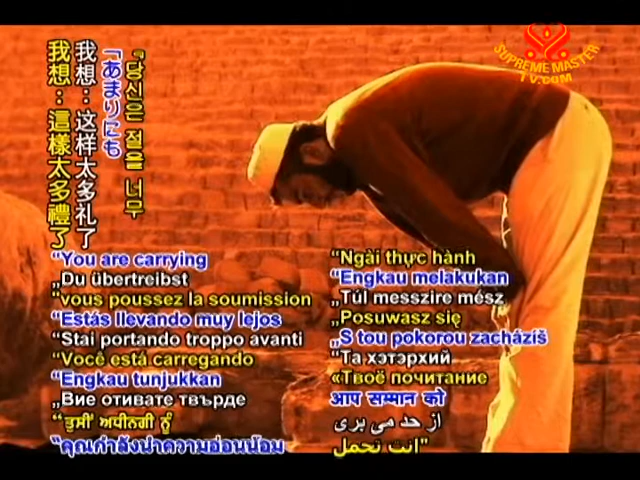 SUPREME MASTER
TV.COM
我想：這樣太多禮了
我想：这样太多礼了
「あまりにも
『당신은 절을 너무
"You are carrying
„Du übertreibst
"vous poussez la soumission
"Estás llevando muy lejos
"Stai portando troppo avanti
"Você está carregando
"Engkau tunjukkan
„Вие отивате твърде
"ਤੁਸੀਂ ਅਧੀਨਗੀ ਨੂੰ
"คุณกำลังนำความอ่อนน้อม
"Ngài thực hành
"Engkau melakukan
„Túl messzire mész
„Posuwasz się
„S tou pokorou zacházíš
"Та хэтэрхий
«Твоё почитание
आप सम्मान को
از حد می بری
"انت تحمل